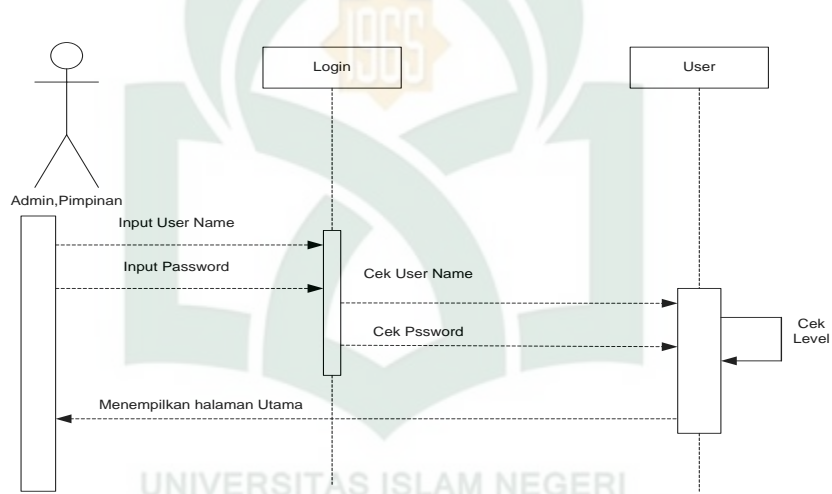 1965
Login
User
Admin,Pimpinan
Input User Name
Input Password
Cek User Name
Cek Pssword
Cek
Level
Menempilkan halaman Utama
UNIVERSITAS ISLAM NEGERI